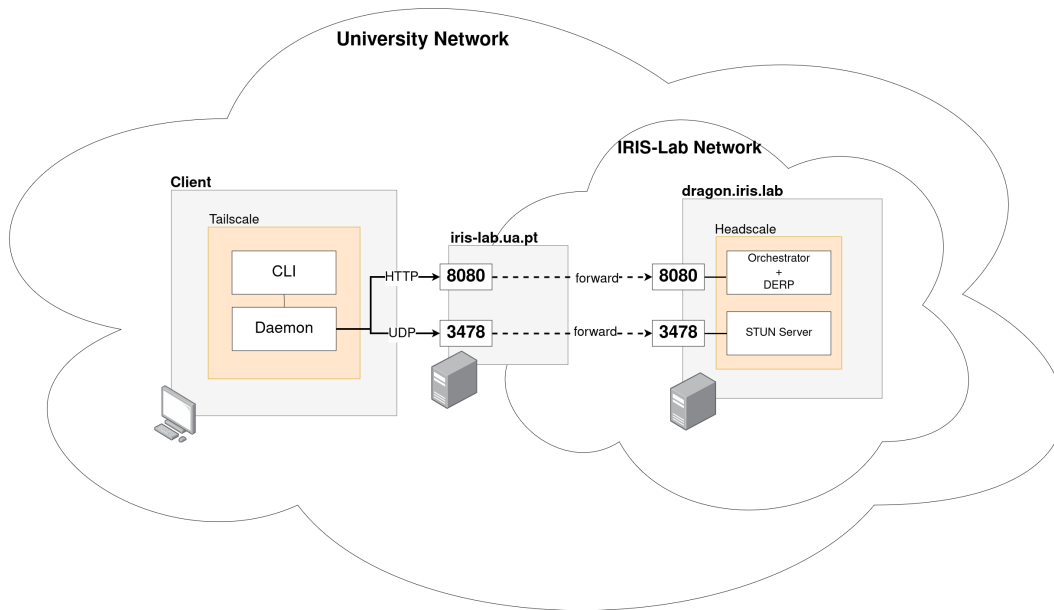 University Network
IRIS-Lab Network
Client
dragon.iris.lab
Tailscale
Headscale
iris-lab.ua.pt
CLI
HTTP
8080
forward
8080
Orchestrator
+
DERP
Daemon
UDP
3478
forward
3478
STUN Server